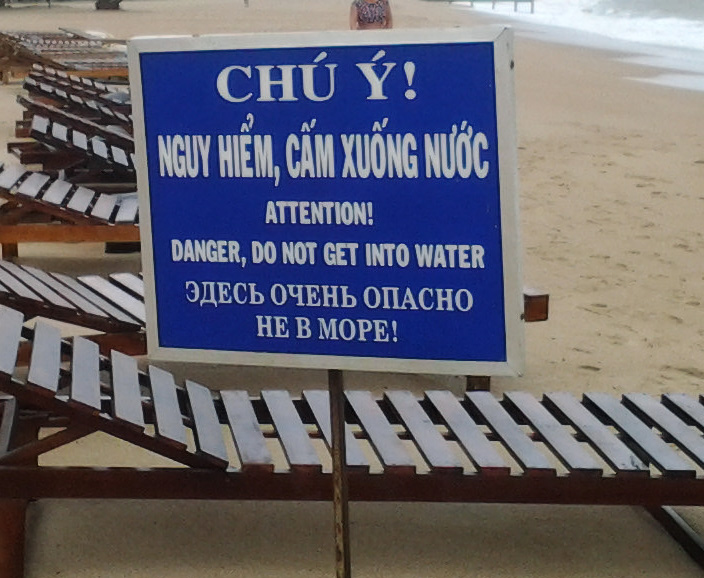 CHÚ Ý!
NGUY HIỂM, CẤM XUỐNG NƯỚC
ATTENTION!
DANGER, DO NOT GET INTO WATER
ЭДЕСЬ ОЧЕНЬ ОПАСНО
НЕ В МОРЕ!